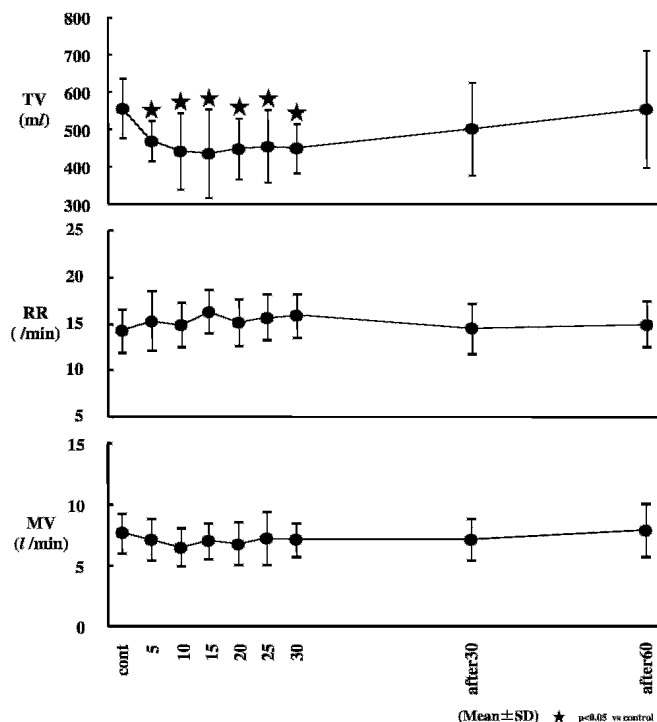 800
700
TV 600
(ml) 500
400
300
25
20
RR 15
( /min)
10
5
15
MV 10
(l /min) 5
0
cont 5 10 15 20 25 30 after30 after60
(Mean±SD) ★ p<0.05 vs control